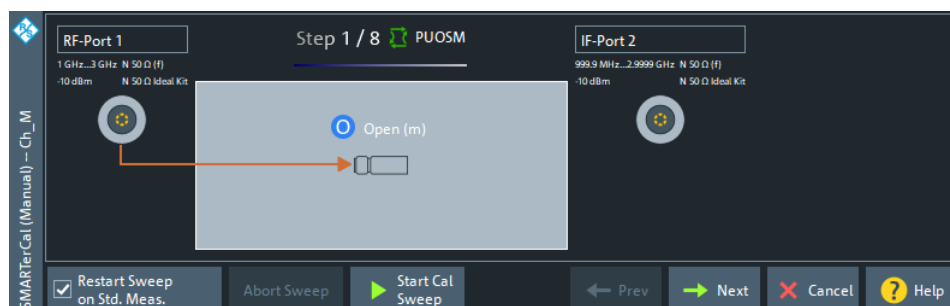 SMARTerCal (Manual) -- Ch_M
RF-Port 1
1 GHz...3 GHz N 50 Ω (f)
-10 dBm N 50 Ω Ideal Kit
Step 1 / 8 PUOSM
O Open (m)
IF-Port 2
999.9 MHz...2.9999 GHz N 50 Ω (f)
-10 dBm N 50 Ω Ideal Kit
Restart Sweep
on Std. Meas.
Abort Sweep
Start Cal
Sweep
Prev
Next
Cancel
? Help